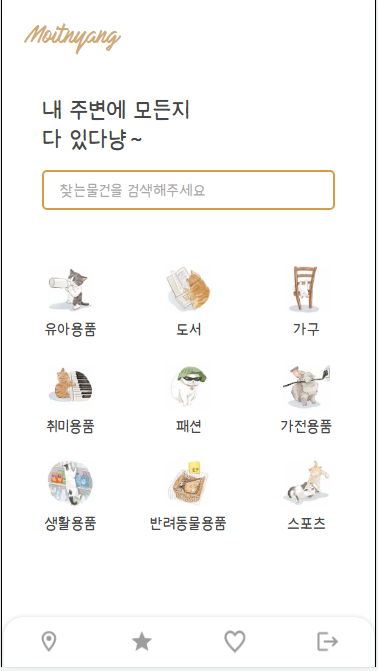 Moitnyang
내 주변에 모든지
다 있다냥~
찾는물건을 검색해주세요
유아용품 도서 가구
취미용품 패션 가전용품
생활용품 반려동물용품 스포츠